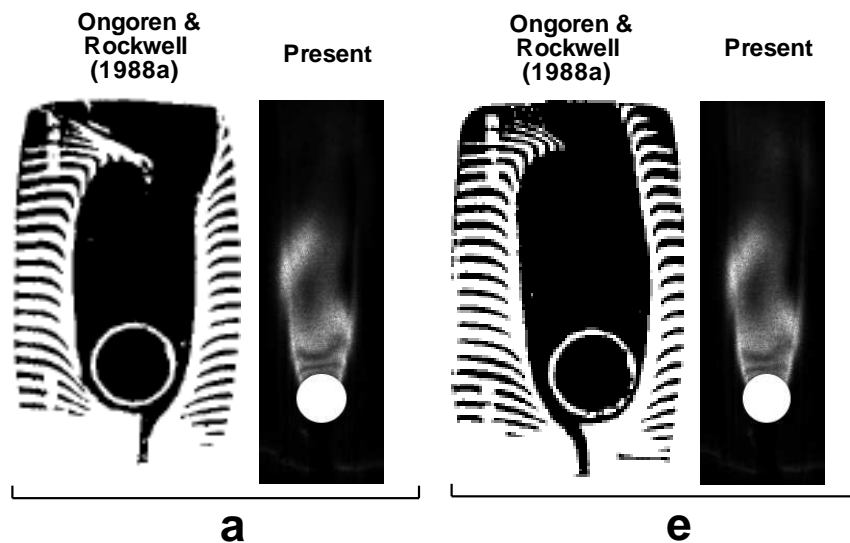 Ongoren &
Rockwell
(1988a)
Present
Ongoren &
Rockwell
(1988a)
Present
a
e